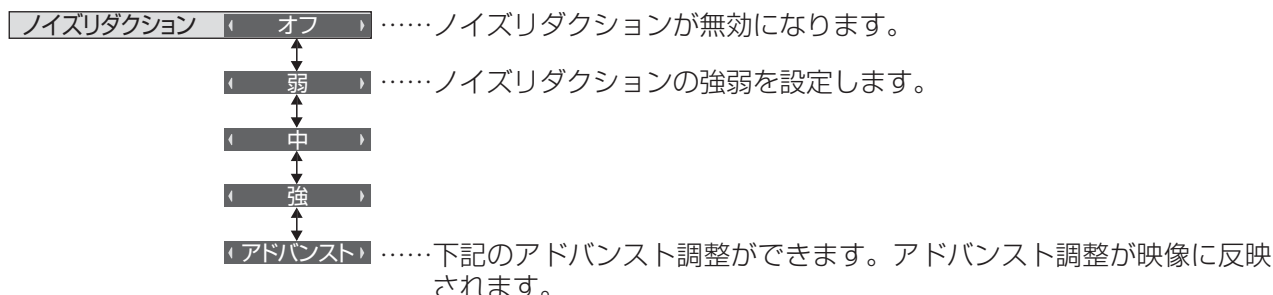 ノイズリダクション オフ ……ノイズリダクションが無効になります。
弱 ……ノイズリダクションの強弱を設定します。
中
強
アドバンスト ……下記のアドバンスト調整ができます。アドバンスト調整が映像に反映
されます。